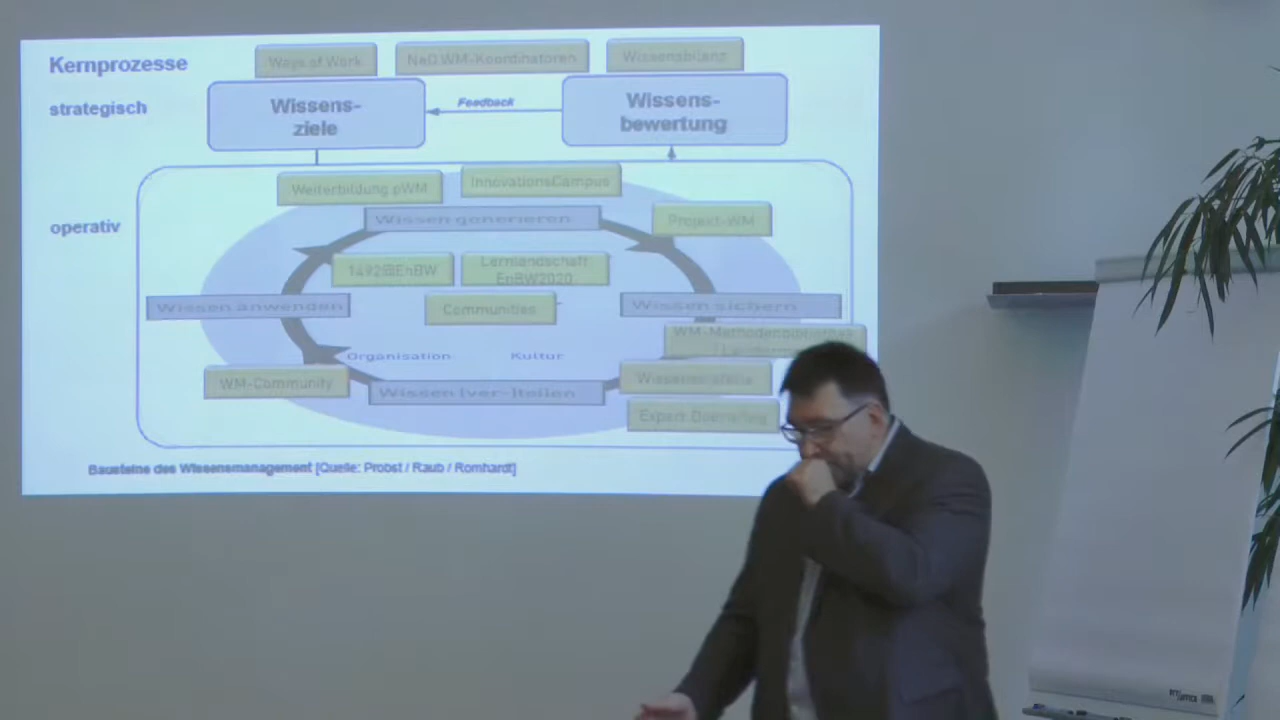 Kernprozesse
Ways of Work
NaO WM-Koordinatoren
Wissensbilanz
strategisch
Wissens-
ziele
Feedback
Wissens-
bewertung
Weiterbildung pWM
InnovationsCampus
operativ
Wissen generieren
Projekt-WM
1492@EnBW
Lernlandschaft
EnBW2020
Wissen anwenden
Communities
Wissen sichern
Organisation
Kultur
WM-Community
Wissen (ver-)teilen
Expert Debriefing
Bausteine des Wissensmanagement [Quelle: Probst / Raub / Romhardt]